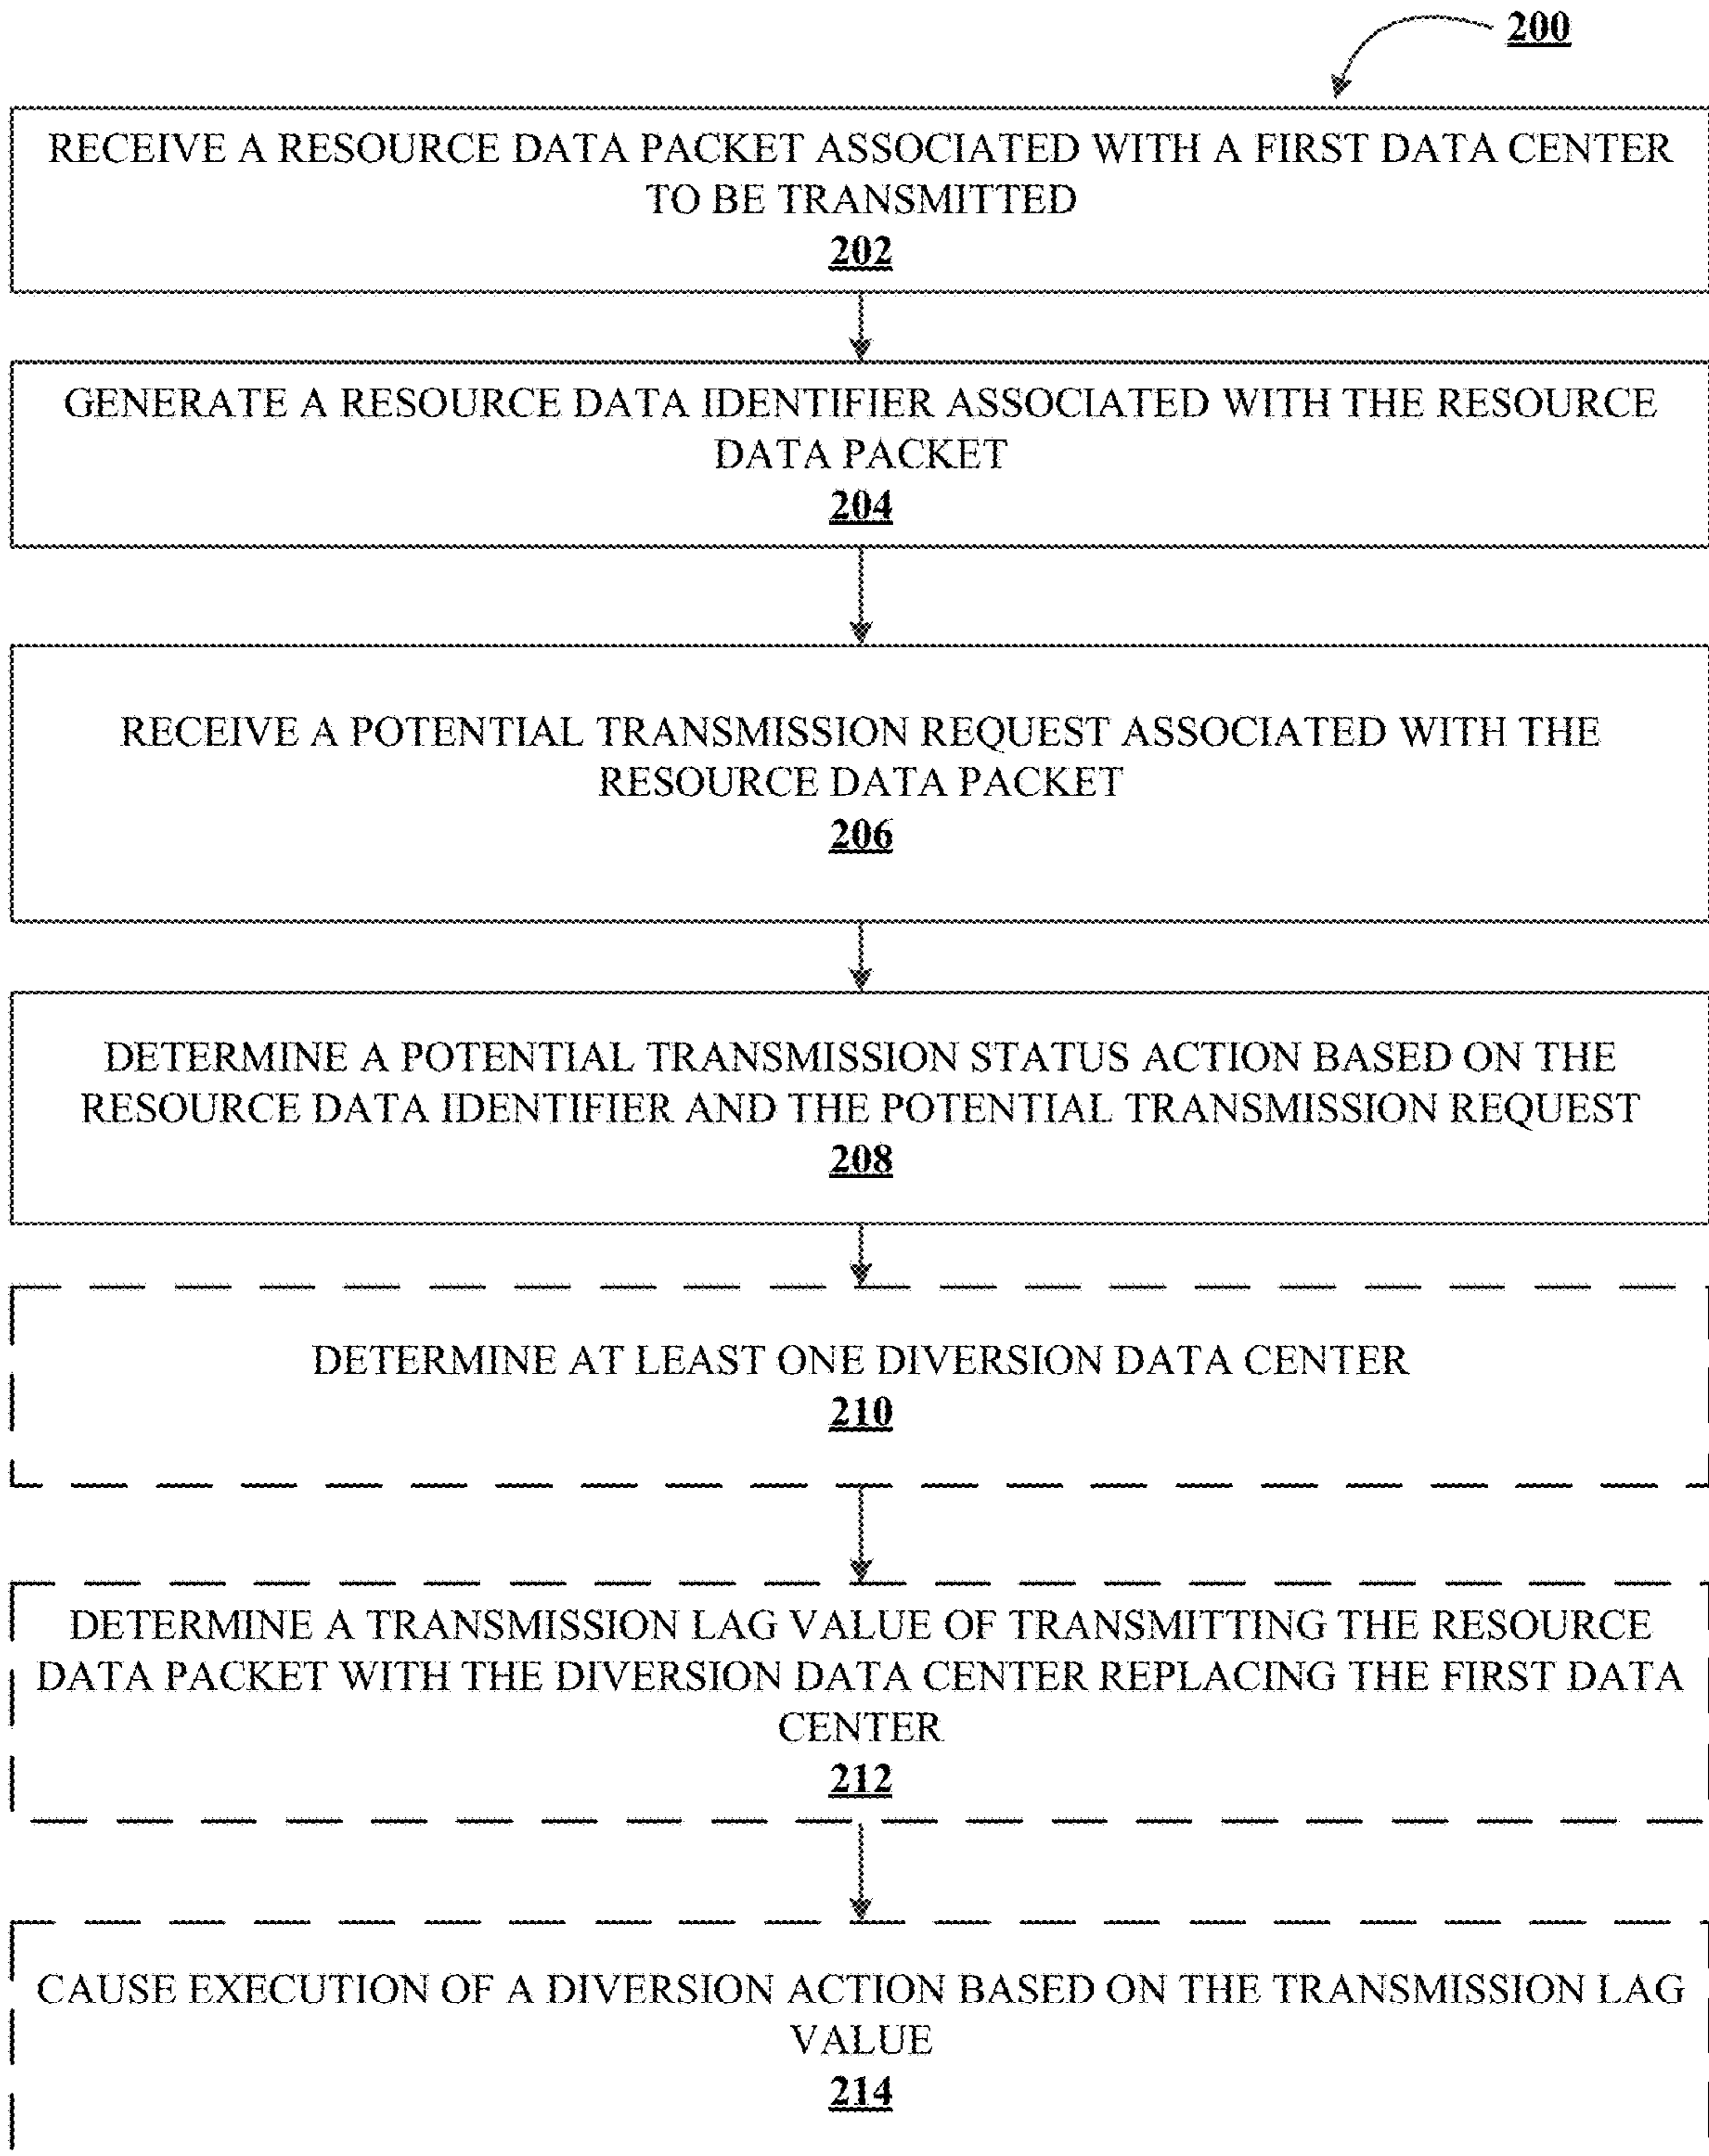 200
RECEIVE A RESOURCE DATA PACKET ASSOCIATED WITH A FIRST DATA CENTER
TO BE TRANSMITTED
202
GENERATE A RESOURCE DATA IDENTIFIER ASSOCIATED WITH THE RESOURCE
DATA PACKET
204
RECEIVE A POTENTIAL TRANSMISSION REQUEST ASSOCIATED WITH THE
RESOURCE DATA PACKET
206
DETERMINE A POTENTIAL TRANSMISSION STATUS ACTION BASED ON THE
RESOURCE DATA IDENTIFIER AND THE POTENTIAL TRANSMISSION REQUEST
208
DETERMINE AT LEAST ONE DIVERSION DATA CENTER
210
DETERMINE A TRANSMISSION LAG VALUE OF TRANSMITTING THE RESOURCE
DATA PACKET WITH THE DIVERSION DATA CENTER REPLACING THE FIRST DATA
CENTER
212
CAUSE EXECUTION OF A DIVERSION ACTION BASED ON THE TRANSMISSION LAG
VALUE
214